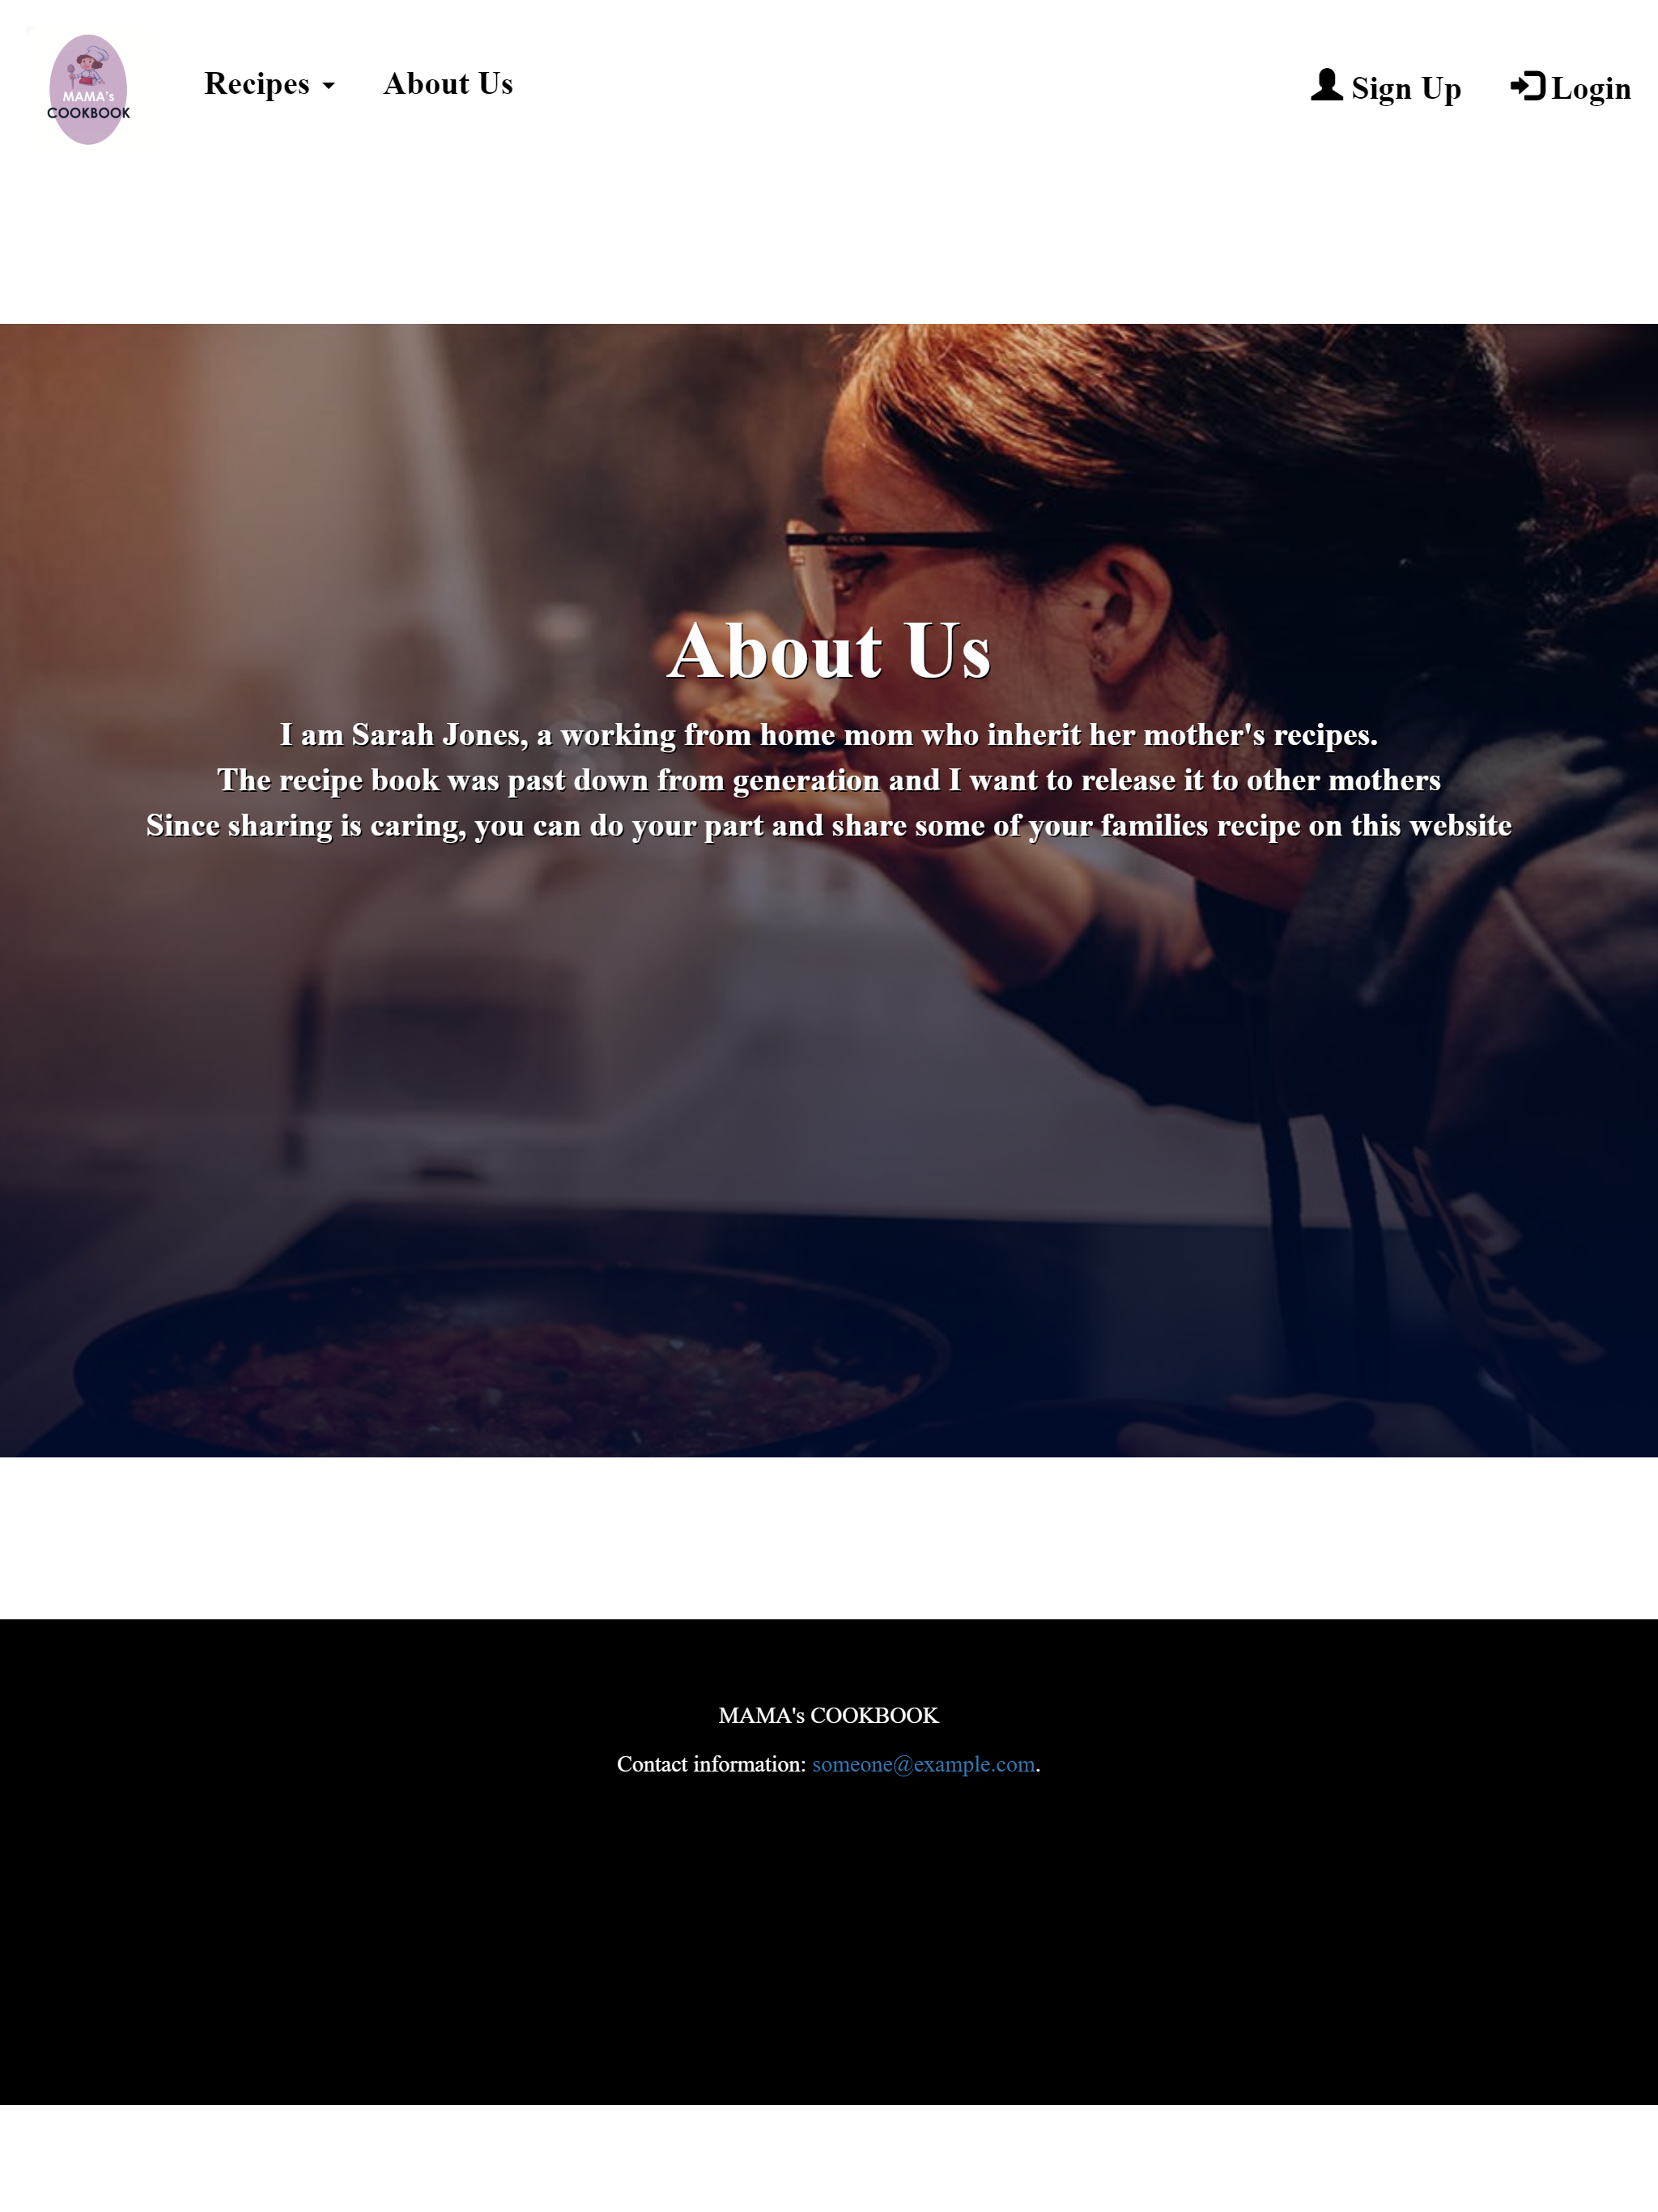 MAMA's
COOKBOOK
Recipes
About Us
Sign Up
Login
About Us
I am Sarah Jones, a working from home mom who inherit her mother's recipes.
The recipe book was past down from generation and I want to release it to other mothers
Since sharing is caring, you can do your part and share some of your families recipe on this website
MAMA's COOKBOOK
Contact information: someone@example.com.